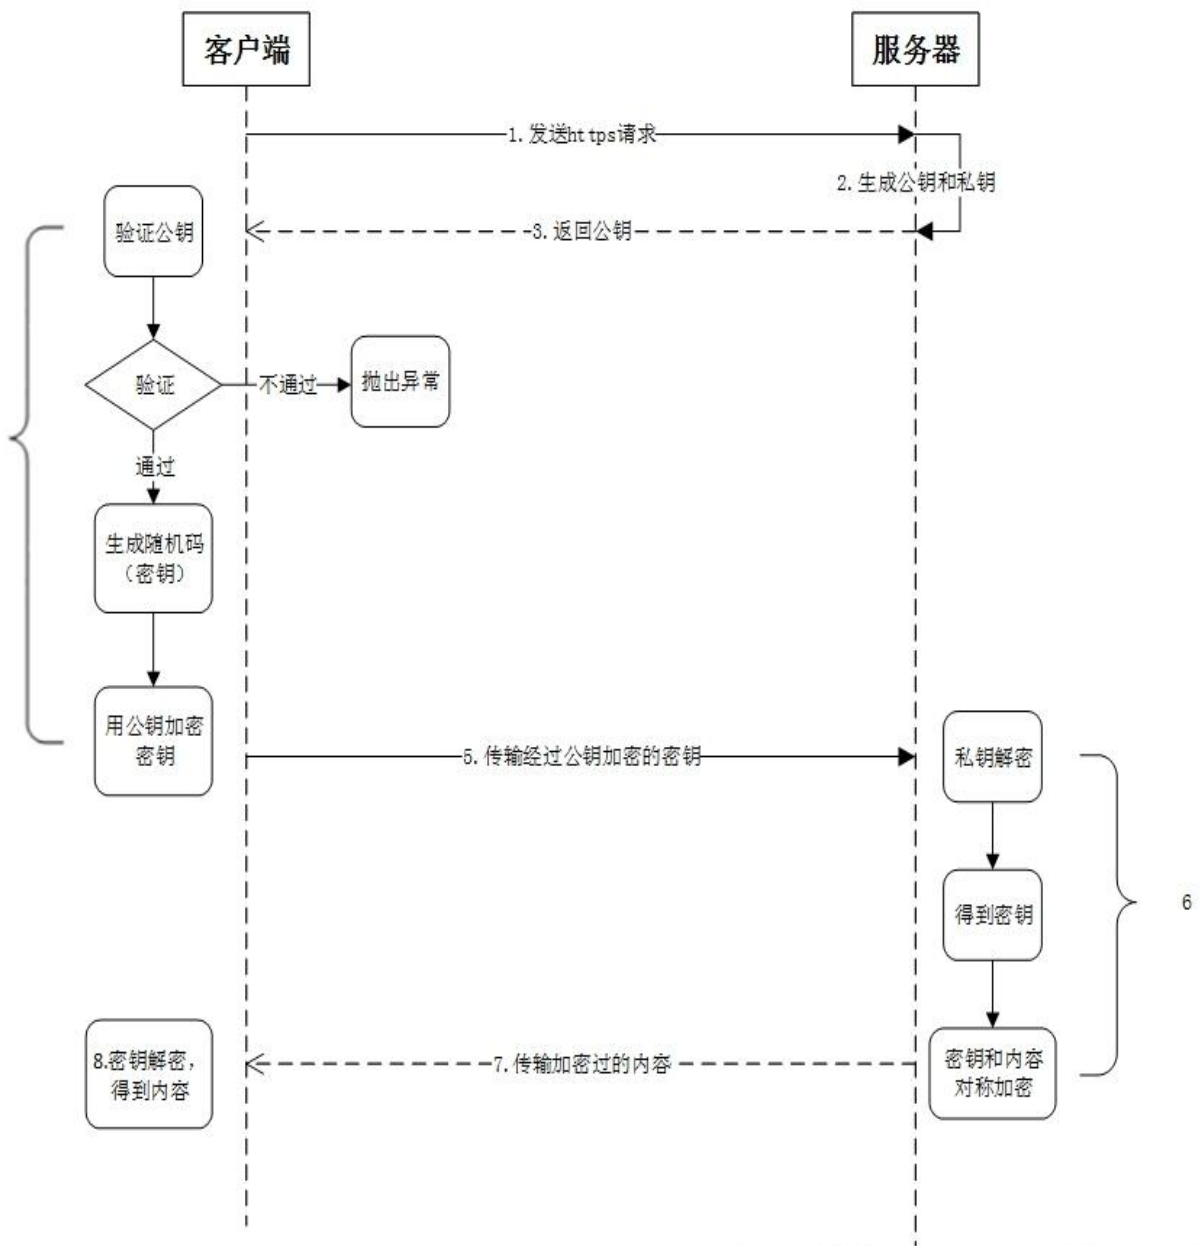 客户端
服务器
1.发送https请求
2.生成公钥和私钥
3.返回公钥
验证公钥
验证
不通过
抛出异常
通过
生成随机码
（密钥）
用公钥加密
密钥
5.传输经过公钥加密的密钥
私钥解密
得到密钥
6
密钥和内容
对称加密
7.传输加密过的内容
8.密钥解密，
得到内容